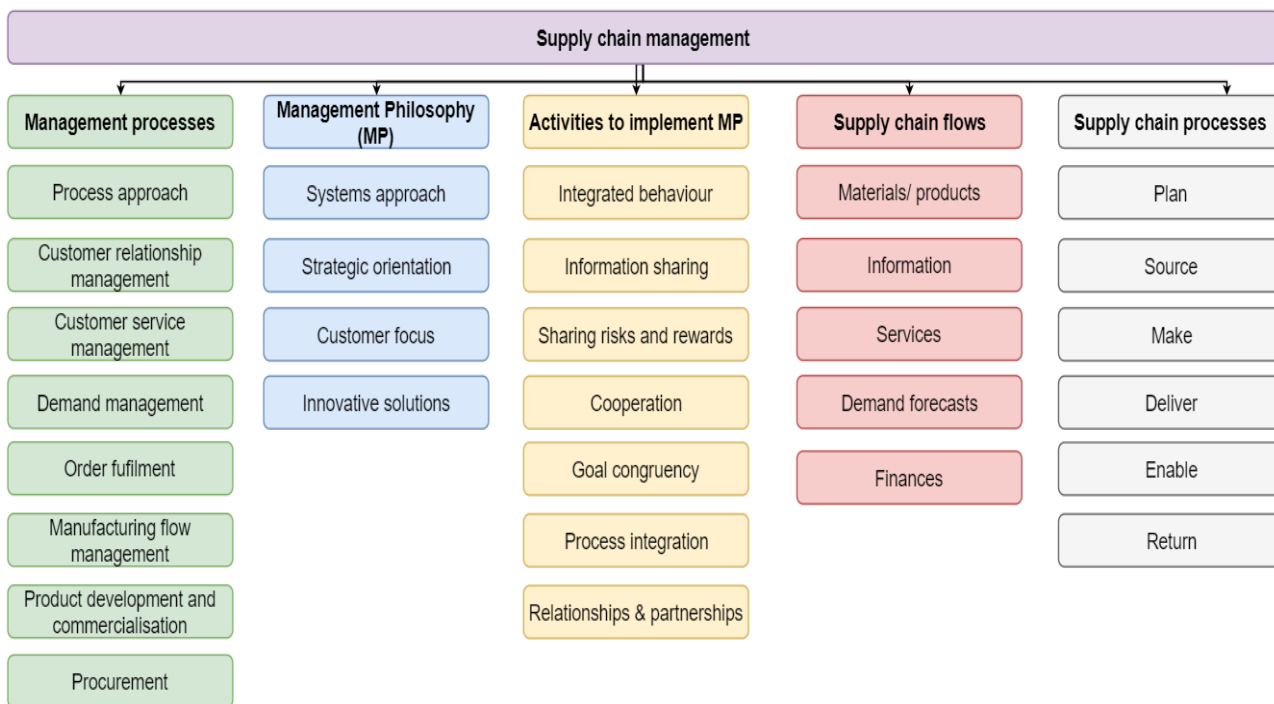 Supply chain management
Management processes
Process approach
Customer relationship
management
Customer service
management
Demand management
Order fufilment
Manufacturing flow
management
Product development and
commercialisation
Procurement
Management Philosophy
(MP)
Systems approach
Strategic orientation
Customer focus
Innovative solutions
Activities to implement MP
Integrated behaviour
Information sharing
Sharing risks and rewards
Cooperation
Goal congruency
Process integration
Relationships & partnerships
Supply chain flows
Materials/ products
Information
Services
Demand forecasts
Finances
Supply chain processes
Plan
Source
Make
Deliver
Enable
Return